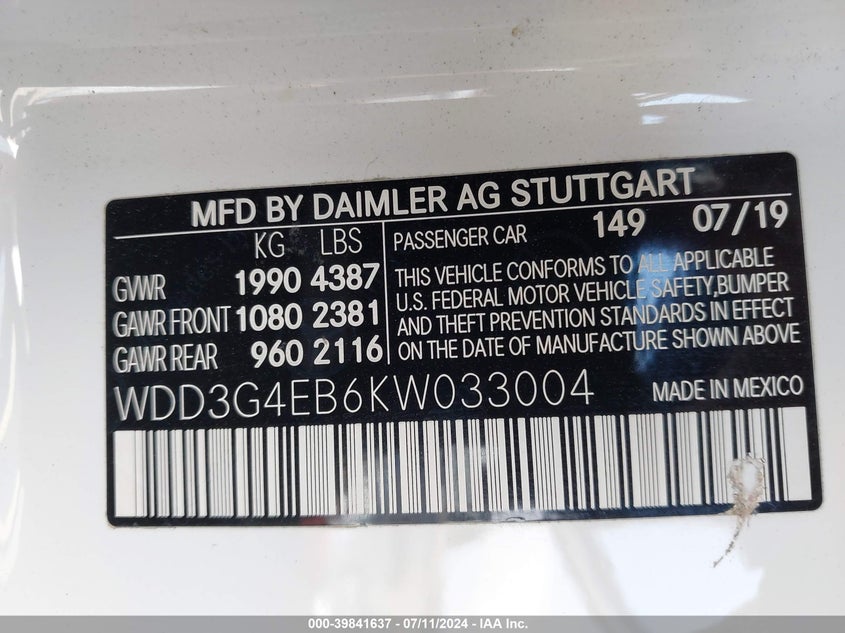 MFD BY DAIMLER AG STUTTGART
KG LBS
PASSENGER CAR 149 07/19
GVWR 1990 4387
GAWR FRONT 1080 2381
GAWR REAR 960 2116
THIS VEHICLE CONFORMS TO ALL APPLICABLE
U.S. FEDERAL MOTOR VEHICLE SAFETY,BUMPER
AND THEFT PREVENTION STANDARDS IN EFFECT
ON THE DATE OF MANUFACTURE SHOWN ABOVE
WDD3G4EB6KW033004 MADE IN MEXICO
000-39841637 - 07/11/2024 - IAA Inc.